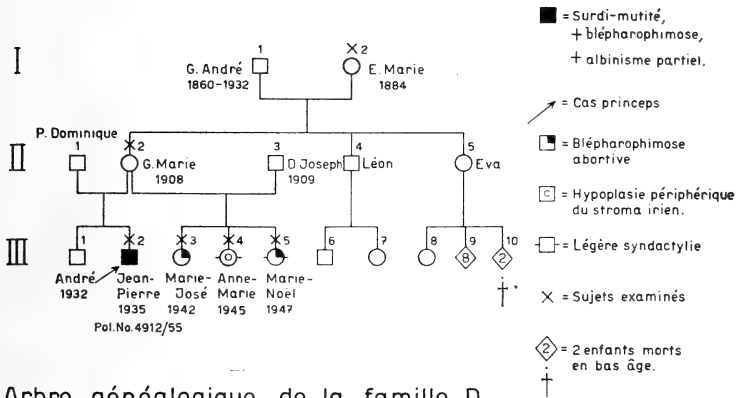 I
1
G. André
1860-1932
× 2
E. Marie
1884
II
P. Dominique
1
× 2
G. Marie
1908
3
D Joseph
1909
4
Léon
5
Eva
III
1
André
1932
× 2
Jean-
Pierre
1935
Pol. No. 4912/55
× 3
Marie-
José
1942
× 4
Anne-
Marie
1945
× 5
Marie-
Noël
1947
6
7
8
9
8
10
2
= Surdi-mutité,
+ blépharophimose,
+ albinisme partiel.
= Cas princeps
= Blépharophimose
abortive
C = Hypoplasie périphérique
du stroma irien.
= Légère syndactylie
× = Sujets examinés
2 = 2 enfants morts
en bas âge.
Arbre généalogique de la famille D